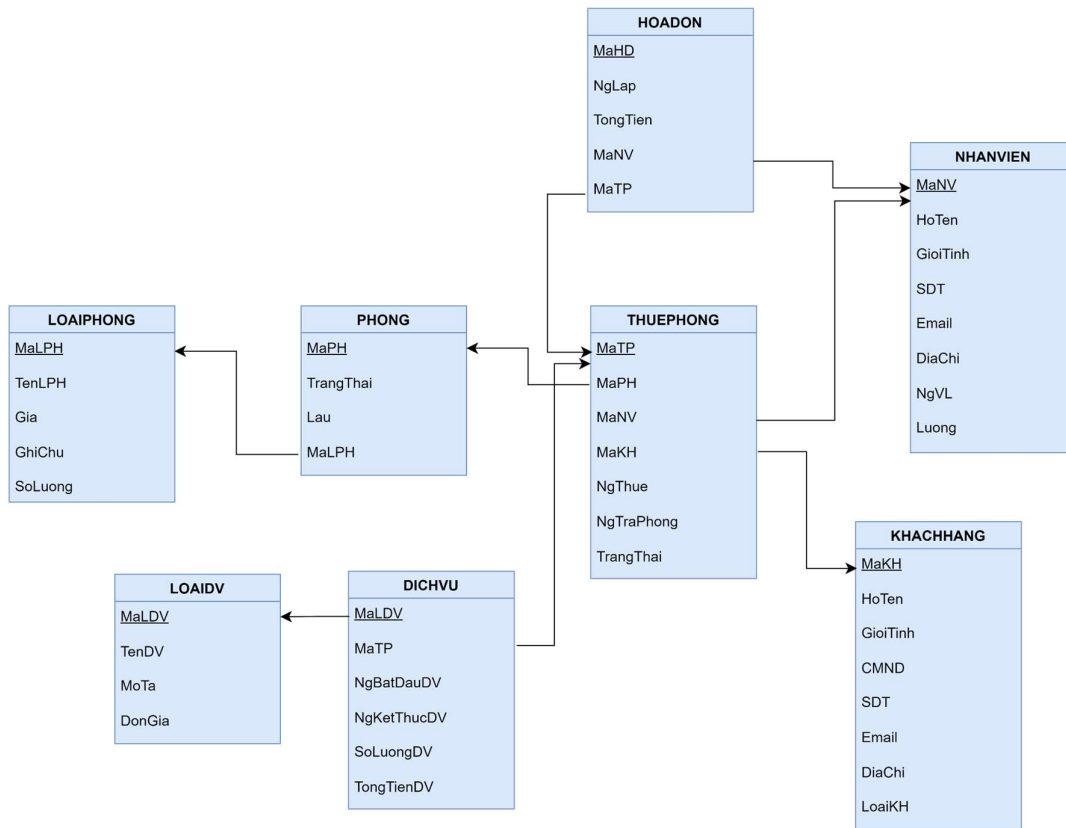 HOADON
MaHD
NgLap
TongTien
MaNV
MaTP
NHANVIEN
MaNV
HoTen
GioiTinh
SDT
Email
DiaChi
NgVL
Luong
LOAIPHONG
MaLPH
TenLPH
Gia
GhiChu
SoLuong
PHONG
MaPH
TrangThai
Lau
MaLPH
THUEPHONG
MaTP
MaPH
MaNV
MaKH
NgThue
NgTraPhong
TrangThai
KHACHHANG
MaKH
HoTen
GioiTinh
CMND
SDT
Email
DiaChi
LoaiKH
LOAIDV
MaLDV
TenDV
MoTa
DonGia
DICHVU
MaLDV
MaTP
NgBatDauDV
NgKetThucDV
SoLuongDV
TongTienDV